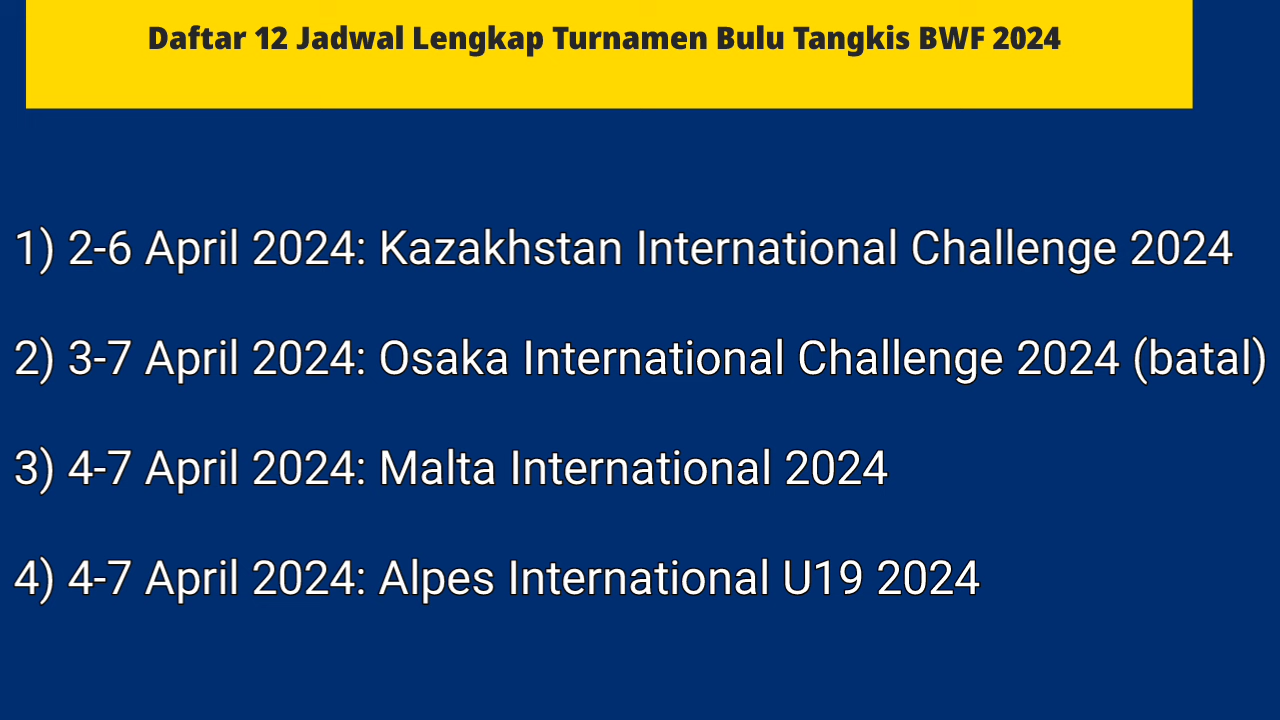 Daftar 12 Jadwal Lengkap Turnamen Bulu Tangkis BWF 2024
1) 2-6 April 2024: Kazakhstan International Challenge 2024
2) 3-7 April 2024: Osaka International Challenge 2024 (batal)
3) 4-7 April 2024: Malta International 2024
4) 4-7 April 2024: Alpes International U19 2024